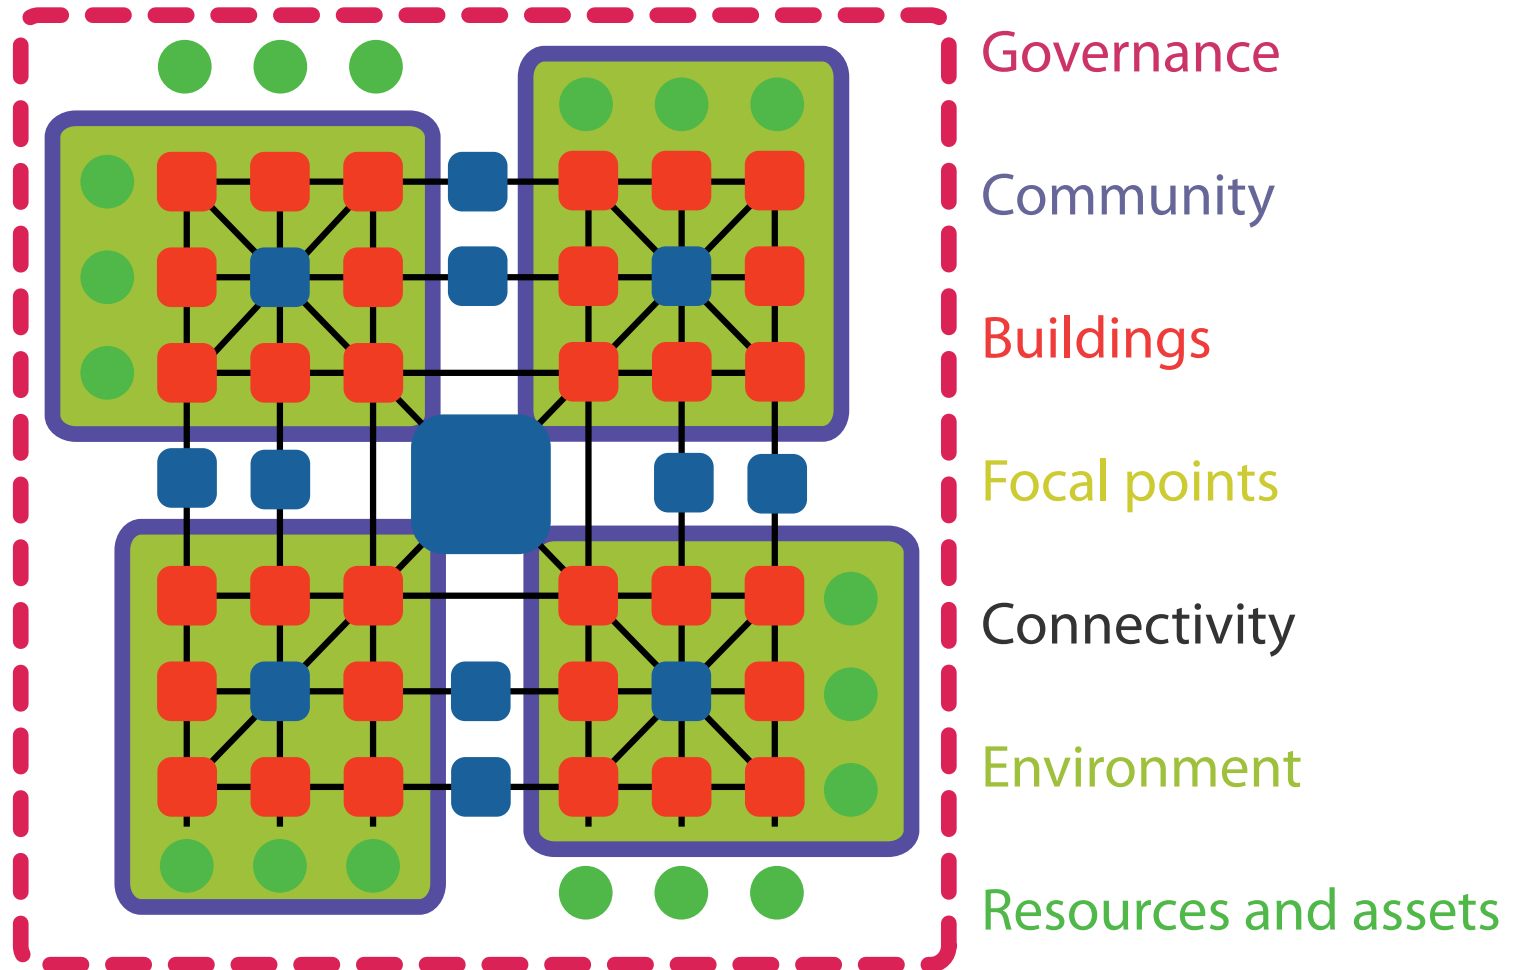 Governance
Community
Buildings
Focal points
Connectivity
Environment
Resources and assets